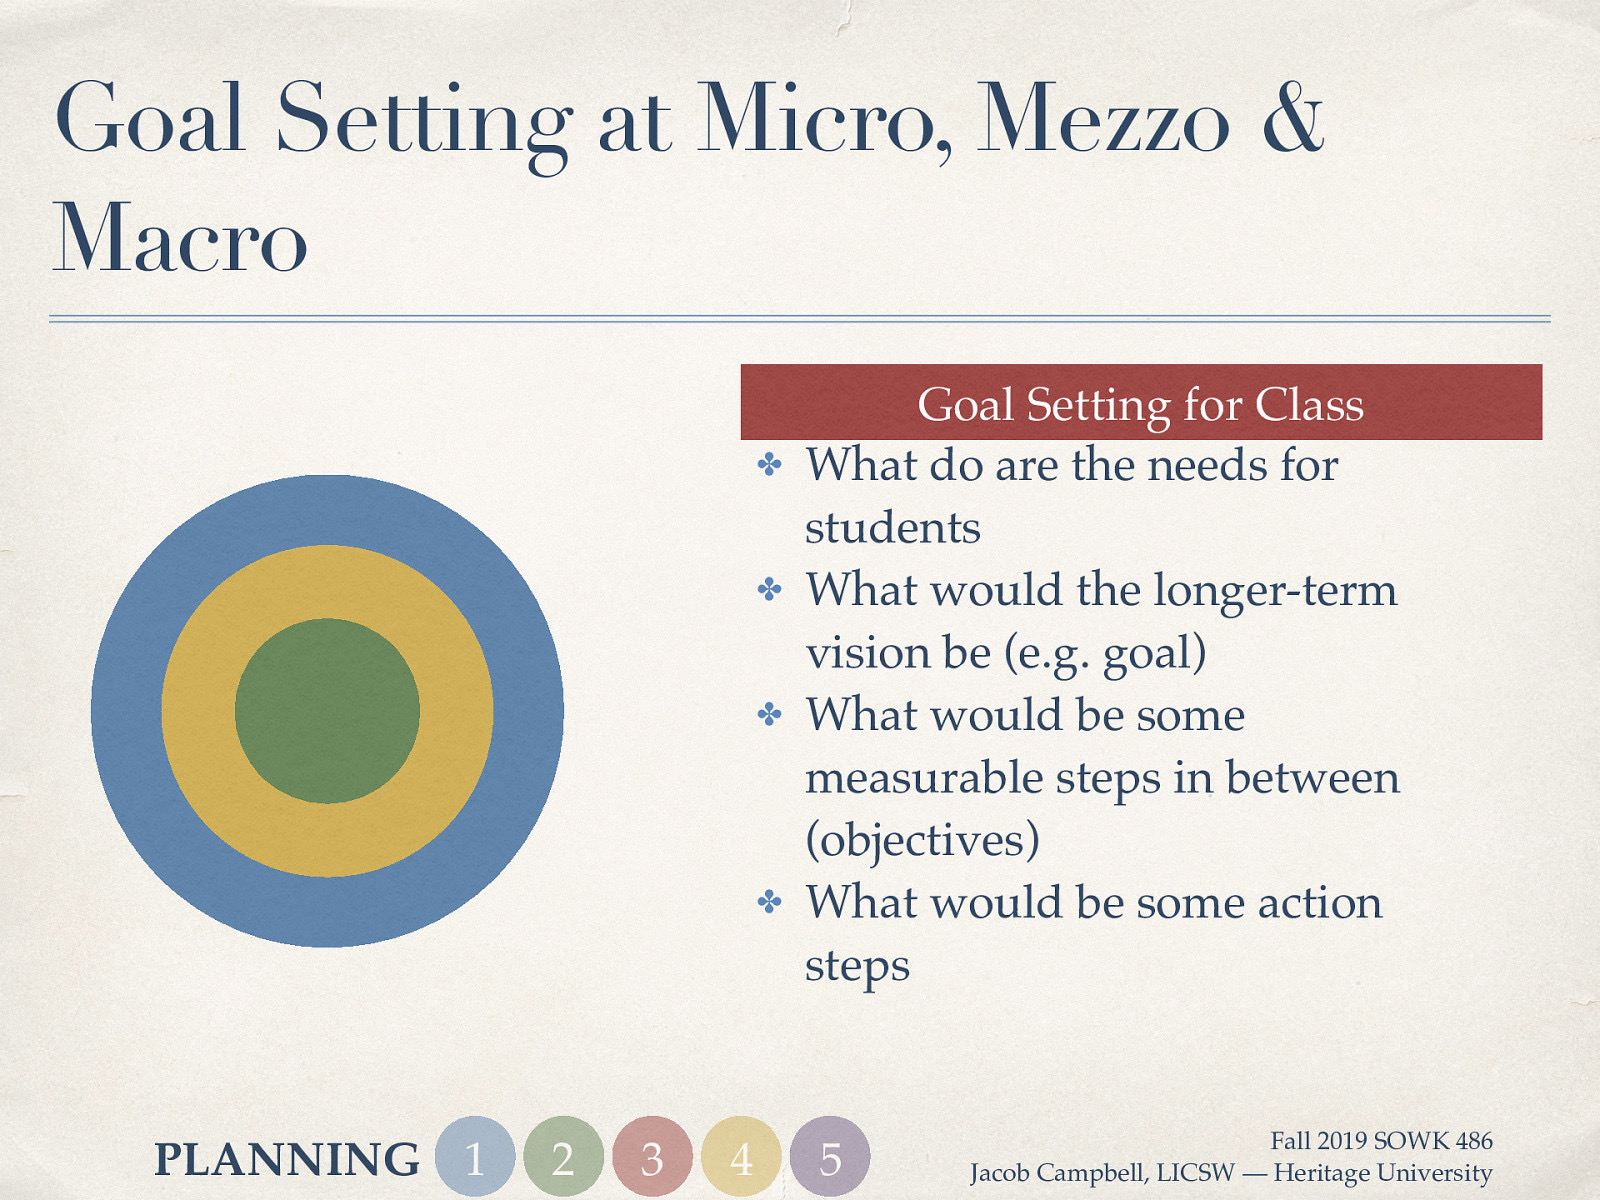 Goal Setting at Micro, Mezzo &
Macro
Goal Setting for Class
What do are the needs for
students
What would the longer-term
vision be (e.g. goal)
What would be some
measurable steps in between
(objectives)
What would be some action
steps
PLANNING 1 2 3 4 5
Fall 2019 SOWK 486
Jacob Campbell, LICSW — Heritage University